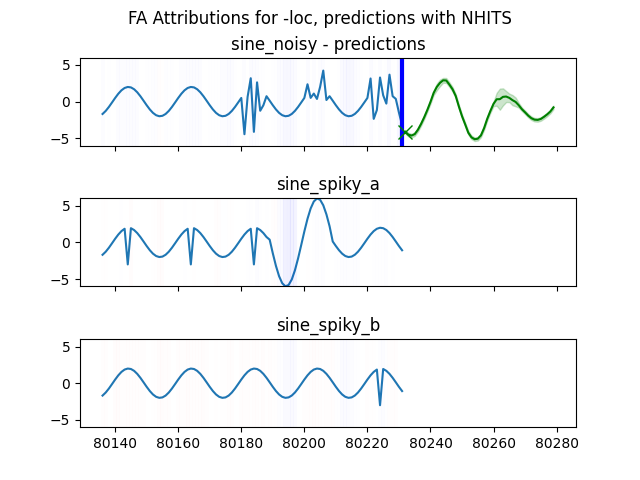 FA Attributions for -loc, predictions with NHITS
sine_noisy - predictions
5
0
−5
sine_spiky_a
5
0
−5
sine_spiky_b
5
0
−5
80140 80160 80180 80200 80220 80240 80260 80280